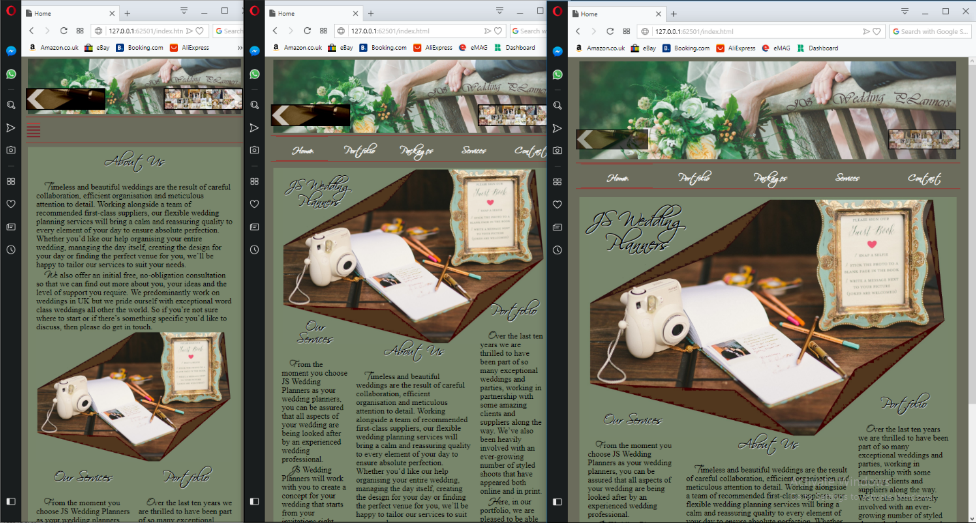 Home
127.0.0.1:62501/index.htm
Search
Amazon.co.uk eBay Booking.com AliExpress
JS Wedding PLanners
About Us
Timeless and beautiful weddings are the result of careful
collaboration, efficient organisation and meticulous
attention to detail. Working alongside a team of
recommended first-class suppliers, our flexible wedding
planning services will bring a calm and reassuring quality to
every element of your day to ensure absolute perfection.
Whether you'd like our help organising your entire
wedding, managing the day itself, creating the design for
your day or finding the perfect venue for you, we'll be
happy to tailor our services to suit your needs.
We also offer an initial free, no-obligation consultation
so that we can find out more about you, your ideas and the
level of support you require. We predominantly work on
weddings in UK but we pride ourself with exceptional word
class weddings all other the world. So if you're not sure
where to start or if there's something specific you'd like to
discuss, then please do get in touch.
Guest Book
Our Services
From the moment you
choose JS Wedding
Planners as your wedding
Portfolio
Over the last ten years we
are thrilled to have been
part of so many exceptional
Home
127.0.0.1:62501/index.html
Search w
Amazon.co.uk eBay Booking.com AliExpress eMAG Dashboard
JS Wedding PLanners
Home Portfolio Packages Services Contact
JS Wedding
Planners
Guest Book
Our
Services
From the
moment you
choose
JS Wedding
Planners as your
wedding
planners, you
can be assured
that all aspects
of your
wedding are
being looked
after by an
experienced
wedding
professional.
JS Wedding
Planners will
work with you
to create a
concept for your
wedding that
starts from
your
invitations right
About Us
Timeless and beautiful
weddings are the result of careful
collaboration, efficient
organisation and meticulous
attention to detail. Working
alongside a team of recommended
first-class suppliers, our flexible
wedding planning services will
bring a calm and reassuring quality
to every element of your day to
ensure absolute perfection.
Whether you'd like our help
organising your entire wedding,
managing the day itself, creating
the design for your day or finding
the perfect venue for you, we'll be
happy to tailor our services to suit
Portfolio
Over the last ten
years we are
thrilled to have
been part of so
many exceptional
weddings and
parties, working in
partnership with
some amazing
clients and
suppliers along the
way. We've also
been heavily
involved with an
ever-growing
number of styled
shoots that have
appeared both
online and in print.
Here, in our
portfolio, we are
pleased to be able
Home
127.0.0.1:62501/index.html
Search with Google S
Amazon.co.uk eBay Booking.com AliExpress eMAG Dashboard
JS Wedding PLanners
Home Portfolio Packages Services Contact
JS Wedding
Planners
Guest Book
Our Services
From the moment you
choose JS Wedding
Planners as your wedding
planners, you can be
assured that all aspects of
your wedding are being
looked after by an
experienced wedding
professional.
About Us
Timeless and beautiful weddings are the result
of careful collaboration, efficient organisation and
meticulous attention to detail. Working alongside
a team of recommended first-class suppliers, our
flexible wedding planning services will bring a
calm and reassuring quality to every element of
your day to ensure absolute perfection. Whether
Portfolio
Over the last ten years
we are thrilled to have been
part of so many
exceptional
weddings and parties,
working in
partnership with
some amazing
clients and
suppliers along the way.
We've also been heavily
involved with an
ever-growing number of